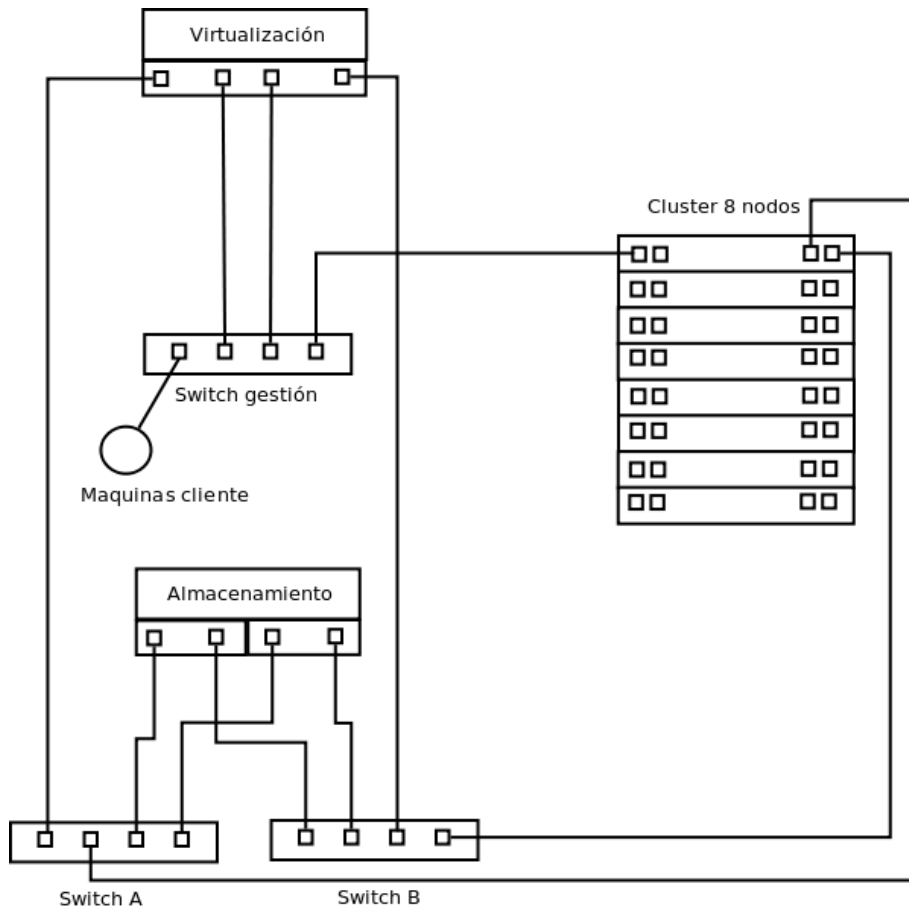 Virtualización
Cluster 8 nodos
Switch gestión
Maquinas cliente
Almacenamiento
Switch A
Switch B